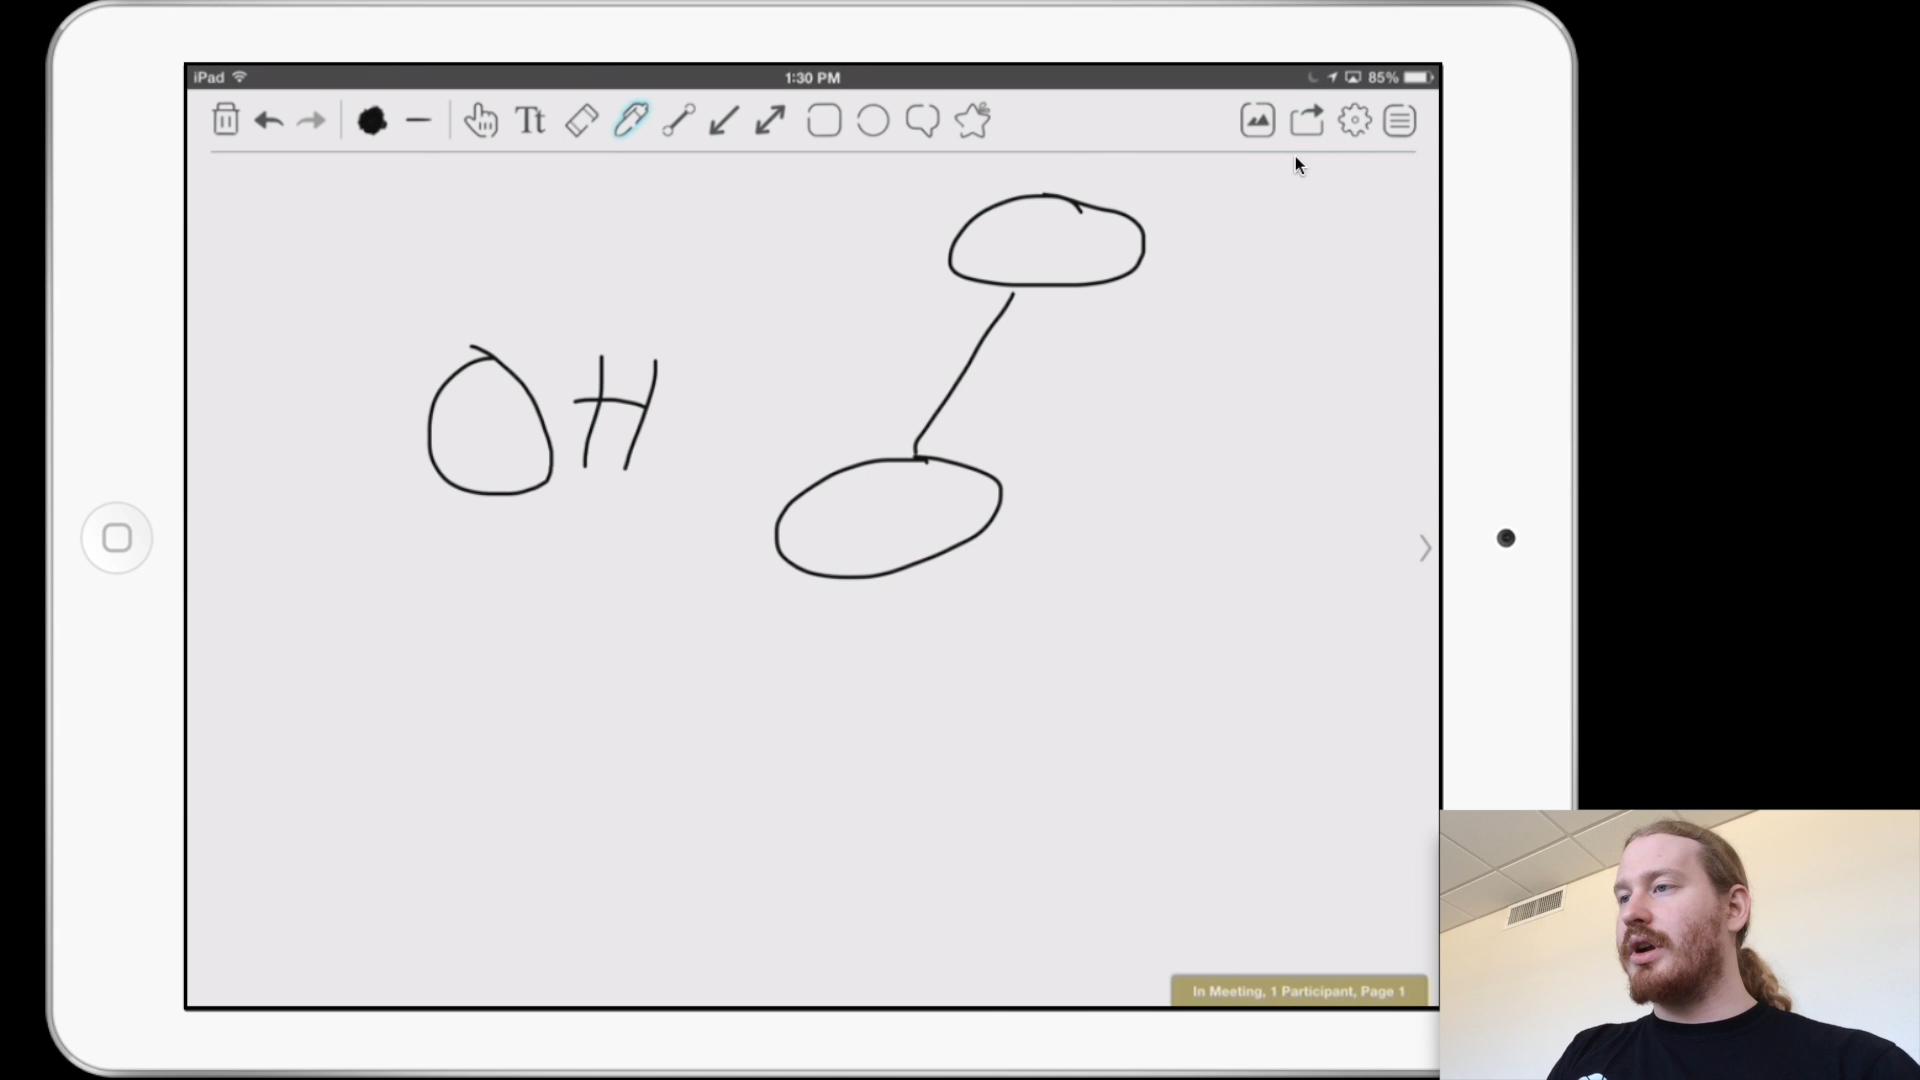 iPad 1:30 PM 85%
Tt
OH
In Meeting, 1 Participant, Page 1